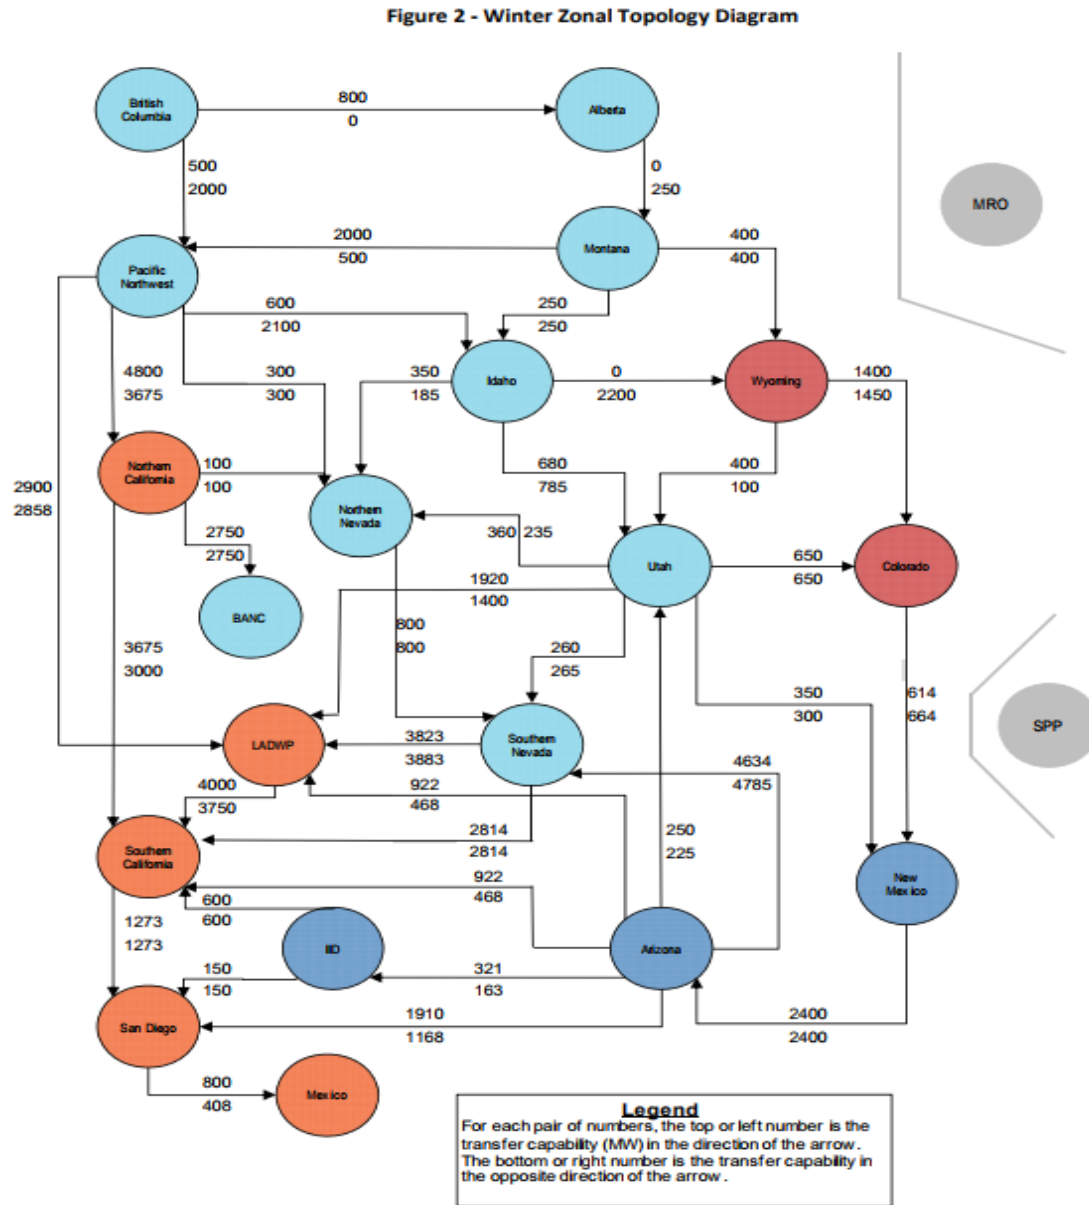 Figure 2 - Winter Zonal Topology Diagram
British
Columbia
800
0
Alberta
500
2000
0
250
MRO
Pacific
Northwest
2000
500
Montana
400
400
600
2100
250
250
4800
3675
300
300
350
185
Idaho
0
2200
Wyoming
1400
1450
Northern
California
100
100
680
785
400
100
2900
2858
Northern
Nevada
360 235
2750
2750
Utah
650
650
Colorado
BANC
1920
1400
800
800
3675
3000
260
265
350
300
614
664
SPP
LADWP
3823
3883
Southern
Nevada
4634
4785
4000
3750
922
468
2814
2814
250
225
Southern
California
922
468
New
Mexico
600
600
1273
1273
IID
Arizona
150
150
321
163
San Diego
1910
1168
2400
2400
800
408
Mexico
Legend
For each pair of numbers, the top or left number is the
transfer capability (MW) in the direction of the arrow.
The bottom or right number is the transfer capability in
the opposite direction of the arrow.